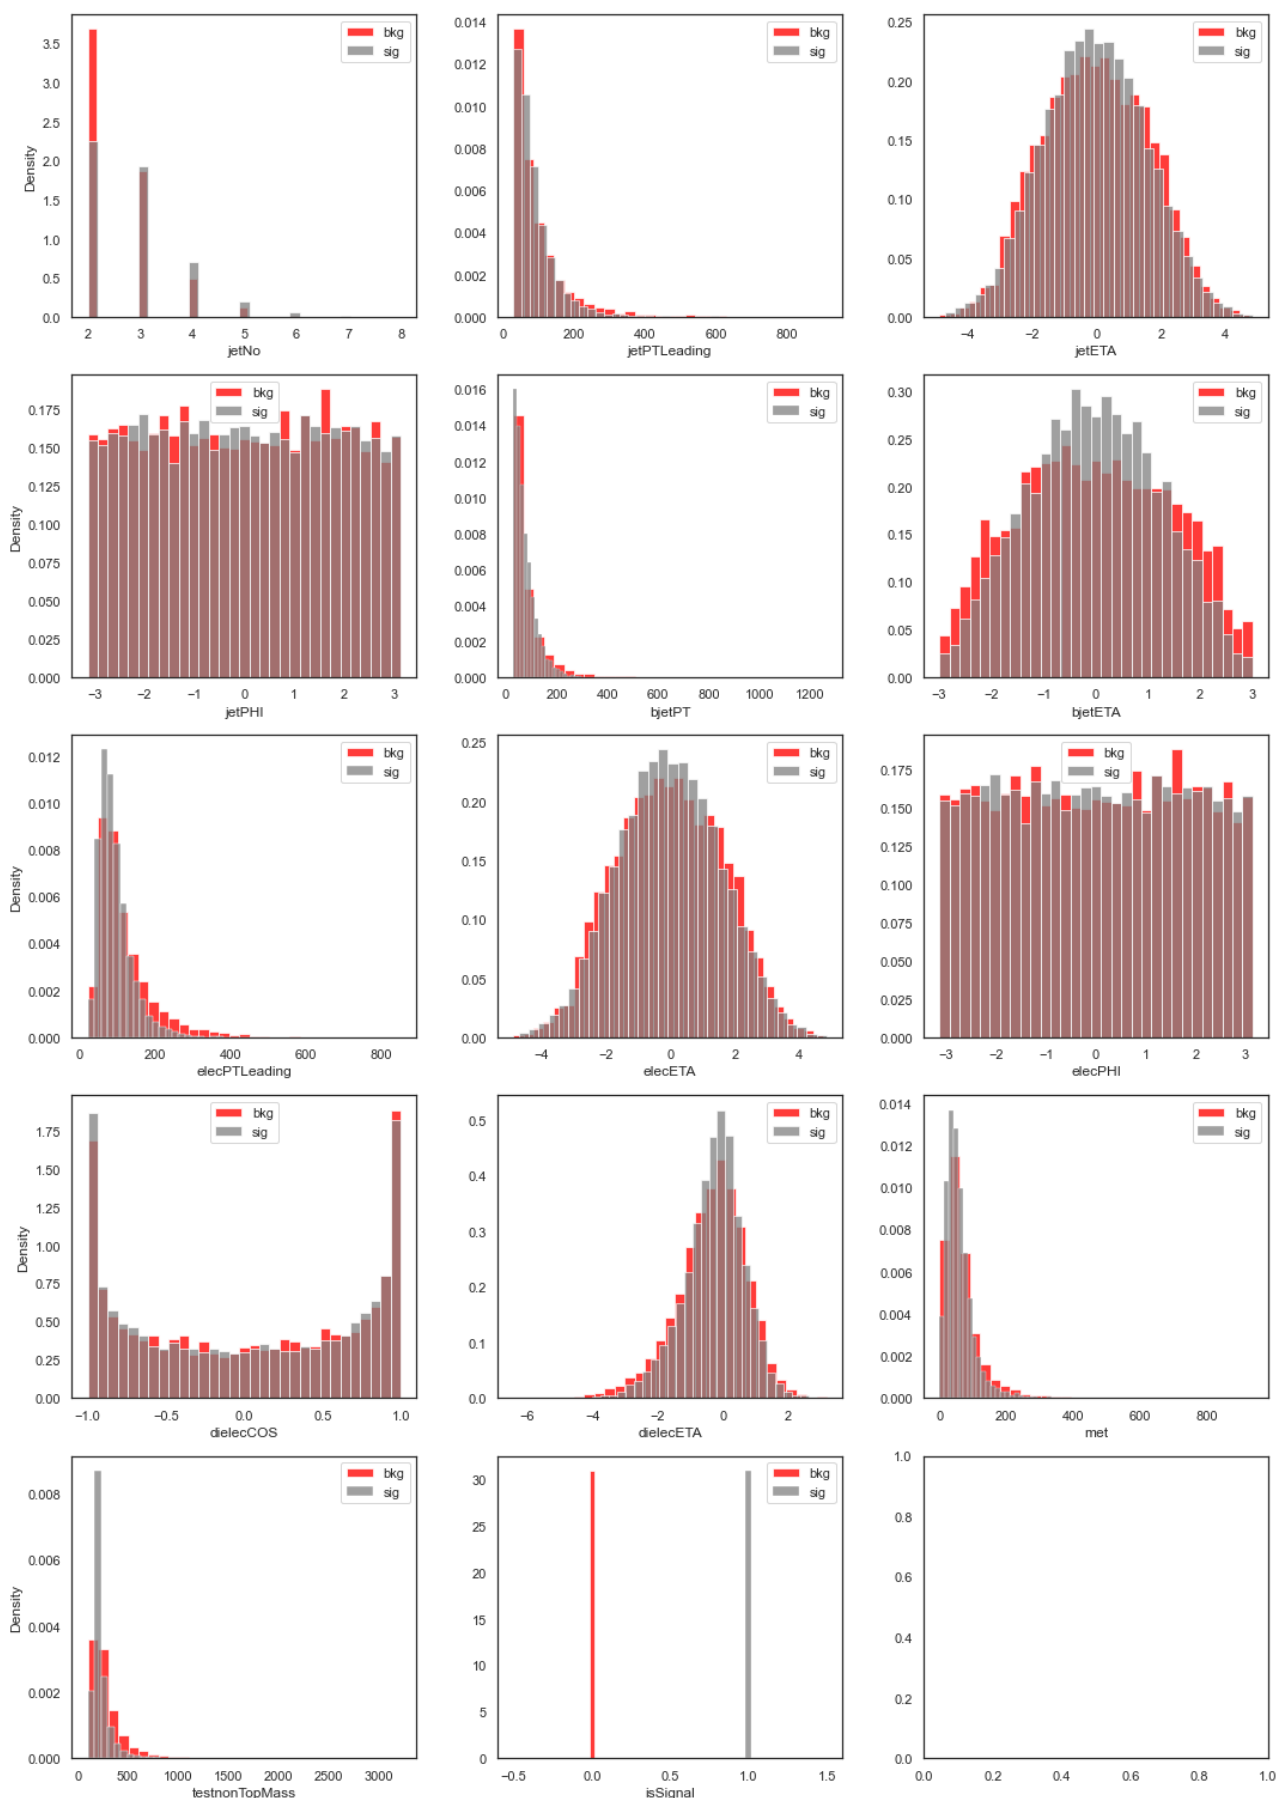 bkg
sig
3.5
3.0
2.5
2.0
1.5
1.0
0.5
0.0
Density
2 3 4 5 6 7 8
jetNo
bkg
sig
0.014
0.012
0.010
0.008
0.006
0.004
0.002
0.000
0 200 400 600 800
jetPTLeading
bkg
sig
0.25
0.20
0.15
0.10
0.05
0.00
−4 −2 0 2 4
jetETA
bkg
sig
0.175
0.150
0.125
0.100
0.075
0.050
0.025
0.000
Density
−3 −2 −1 0 1 2 3
jetPHI
bkg
sig
0.016
0.014
0.012
0.010
0.008
0.006
0.004
0.002
0.000
0 200 400 600 800 1000 1200
bjetPT
bkg
sig
0.30
0.25
0.20
0.15
0.10
0.05
0.00
−3 −2 −1 0 1 2 3
bjetETA
bkg
sig
0.012
0.010
0.008
0.006
0.004
0.002
0.000
Density
0 200 400 600 800
elecPTLeading
bkg
sig
0.25
0.20
0.15
0.10
0.05
0.00
−4 −2 0 2 4
elecETA
bkg
sig
0.175
0.150
0.125
0.100
0.075
0.050
0.025
0.000
−3 −2 −1 0 1 2 3
elecPHI
bkg
sig
1.75
1.50
1.25
1.00
0.75
0.50
0.25
0.00
Density
−1.0 −0.5 0.0 0.5 1.0
dielecCOS
bkg
sig
0.5
0.4
0.3
0.2
0.1
0.0
−6 −4 −2 0 2
dielecETA
bkg
sig
0.014
0.012
0.010
0.008
0.006
0.004
0.002
0.000
0 200 400 600 800
met
bkg
sig
0.008
0.006
0.004
0.002
0.000
Density
0 500 1000 1500 2000 2500 3000
testnonTopMass
bkg
sig
30
25
20
15
10
5
0
−0.5 0.0 0.5 1.0 1.5
isSignal
1.0
0.8
0.6
0.4
0.2
0.0
0.0 0.2 0.4 0.6 0.8 1.0